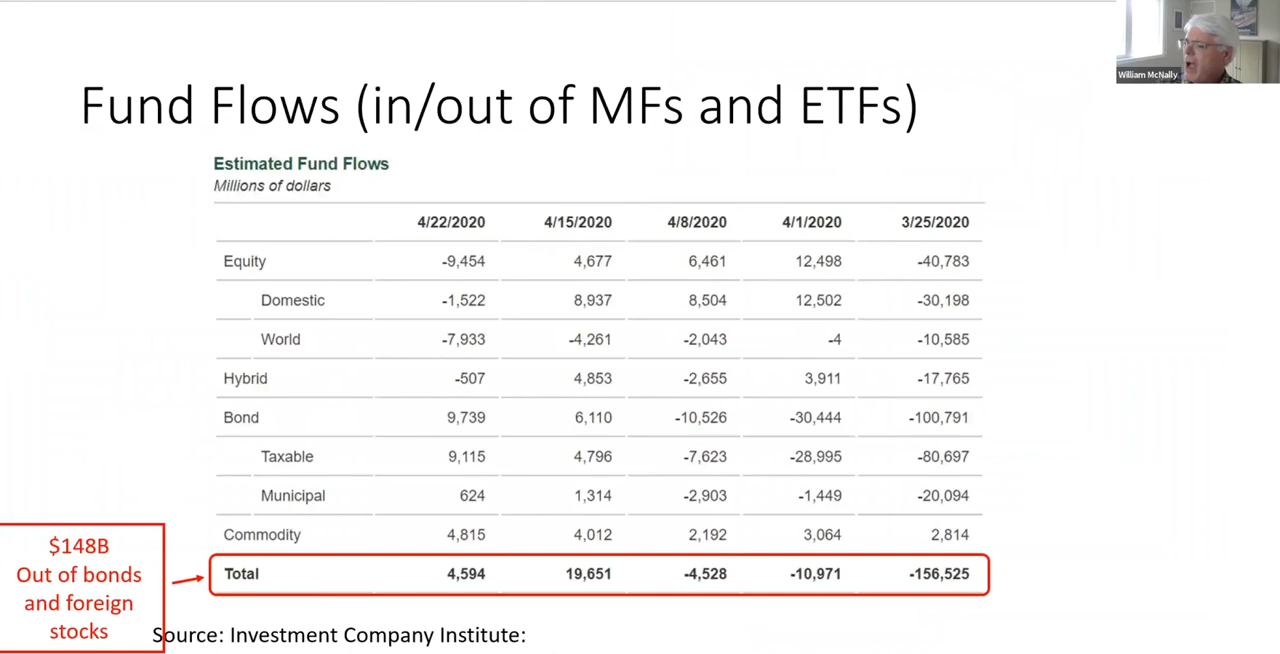 William McNally
Fund Flows (in/out of MFs and ETFs)
Estimated Fund Flows
Millions of dollars
4/22/2020 4/15/2020 4/8/2020 4/1/2020 3/25/2020
Equity -9,454 4,677 6,461 12,498 -40,783
Domestic -1,522 8,937 8,504 12,502 -30,198
World -7,933 -4,261 -2,043 -4 -10,585
Hybrid -507 4,853 -2,655 3,911 -17,765
Bond 9,739 6,110 -10,526 -30,444 -100,791
Taxable 9,115 4,796 -7,623 -28,995 -80,697
Municipal 624 1,314 -2,903 -1,449 -20,094
Commodity 4,815 4,012 2,192 3,064 2,814
Total 4,594 19,651 -4,528 -10,971 -156,525
$148B
Out of bonds
and foreign
stocks
Source: Investment Company Institute: